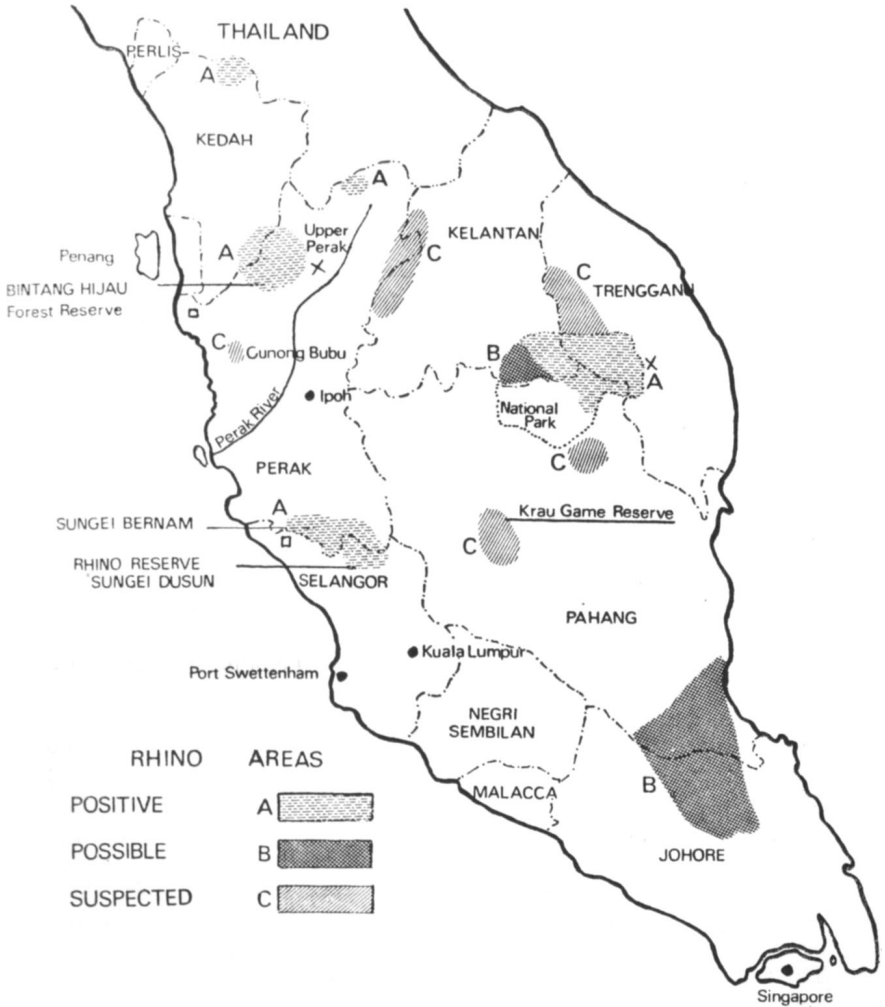 THAILAND
PERLIS
A
KEDAH
A
Upper
Perak
A
KELANTAN
C
C
TRENGGANU
Penang
BINTANG HIJAU
Forest Reserve
C
Gunong Bubu
B
A
Ipoh
National
Park
Perak River
C
PERAK
A
SUNGEI BERNAM
Krau Game Reserve
C
RHINO RESERVE
SUNGEI DUSUN
SELANGOR
PAHANG
Kuala Lumpur
Port Swettenham
NEGRI
SEMBILAN
RHINO AREAS
MALACCA
B
POSITIVE A
POSSIBLE B
JOHORE
SUSPECTED C
Singapore